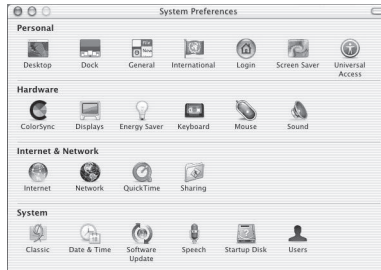 System Preferences
Personal
Desktop Dock General International Login Screen Saver Universal Access
Hardware
ColorSync Displays Energy Saver Keyboard Mouse Sound
Internet & Network
Internet Network QuickTime Sharing
System
Classic Date & Time Software Update Speech Startup Disk Users